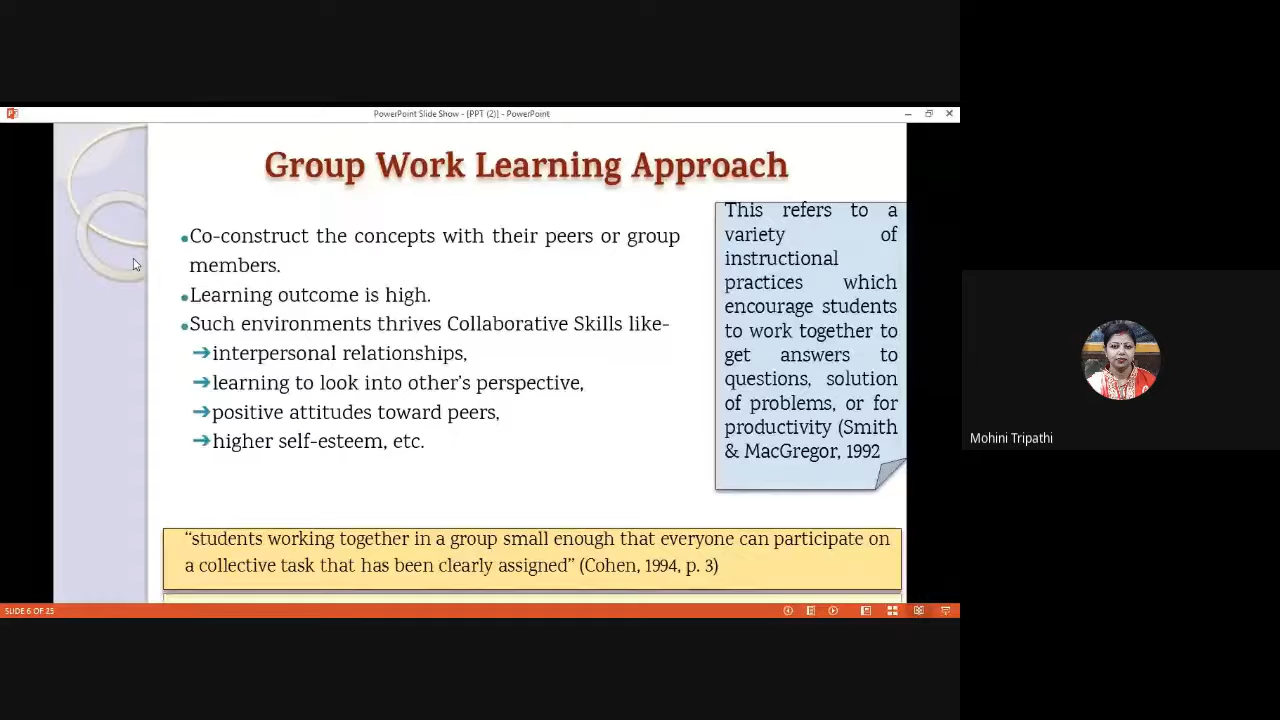 PowerPoint Slide Show - [PPT (2)] - PowerPoint
Group Work Learning Approach
Co-construct the concepts with their peers or group
members.
Learning outcome is high.
Such environments thrives Collaborative Skills like-
interpersonal relationships,
learning to look into other's perspective,
positive attitudes toward peers,
higher self-esteem, etc.
This refers to a
variety of
instructional
practices which
encourage students
to work together to
get answers to
questions, solution
of problems, or for
productivity (Smith
& MacGregor, 1992
“students working together in a group small enough that everyone can participate on
a collective task that has been clearly assigned” (Cohen, 1994, p. 3)
SLIDE 6 OF 25
Mohini Tripathi